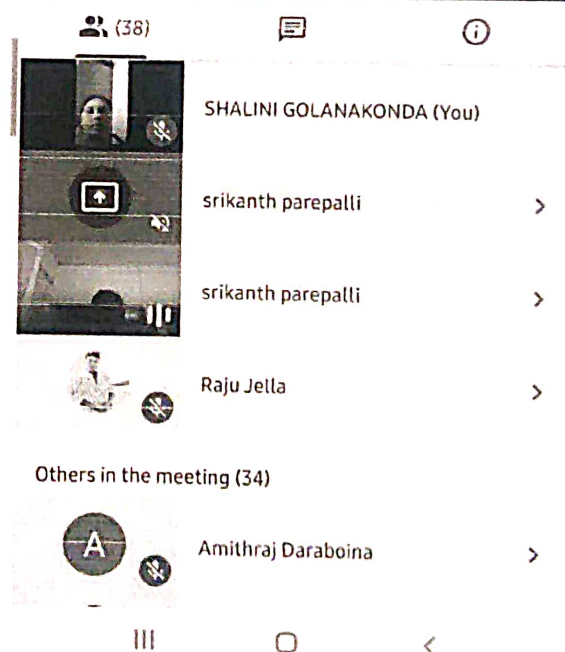 (38)
SHALINI GOLANAKONDA (You)
srikanth parepalli
srikanth parepalli
Raju Jella
Others in the meeting (34)
A
Amithraj Daraboina